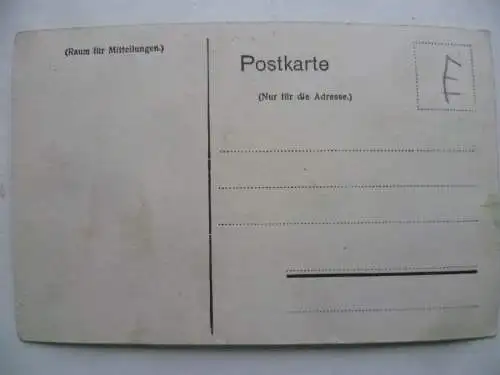 (Raum für Mitteilungen.)
Postkarte
(Nur für die Adresse.)